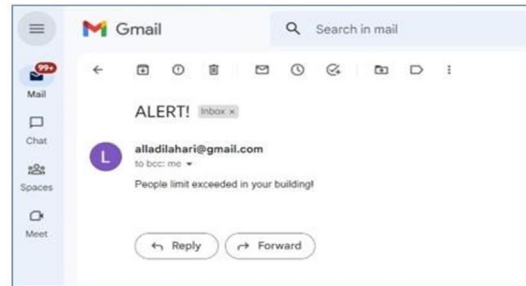 Gmail
Search in mail
99+
Mail
ALERT! Inbox ×
Chat
L
alladilahari@gmail.com
to bcc: me
Spaces
People limit exceeded in your building!
Meet
Reply
Forward